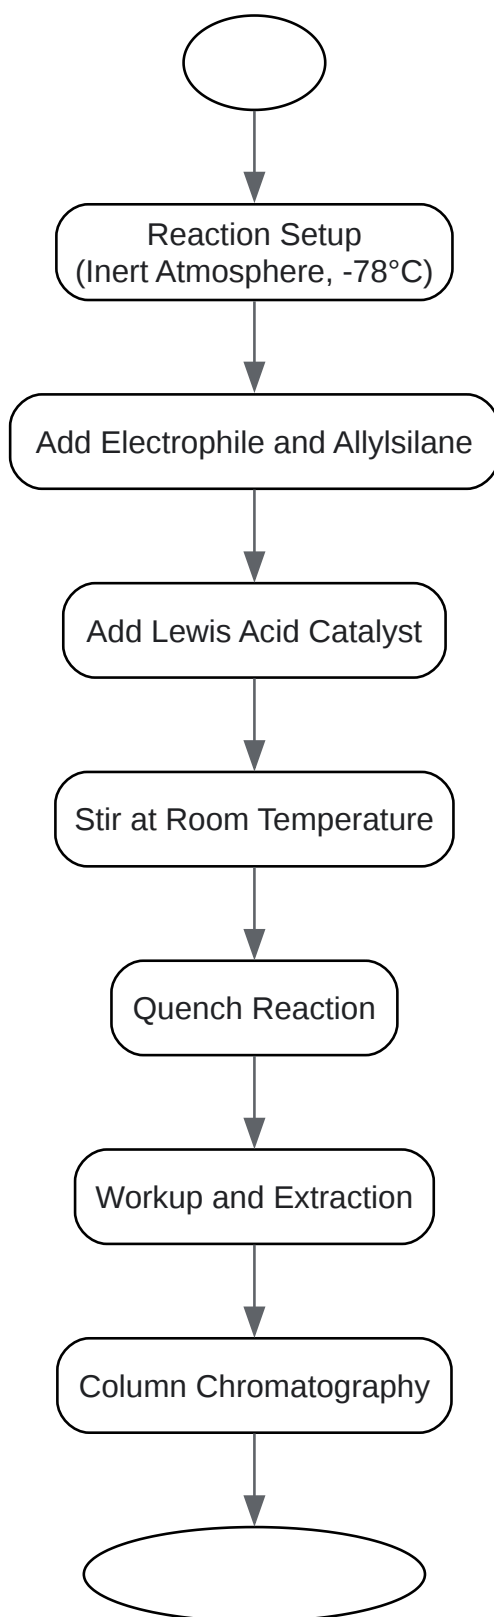 Reaction Setup
(Inert Atmosphere, -78°C)
Add Electrophile and Allylsilane
Add Lewis Acid Catalyst
Stir at Room Temperature
Quench Reaction
Workup and Extraction
Column Chromatography